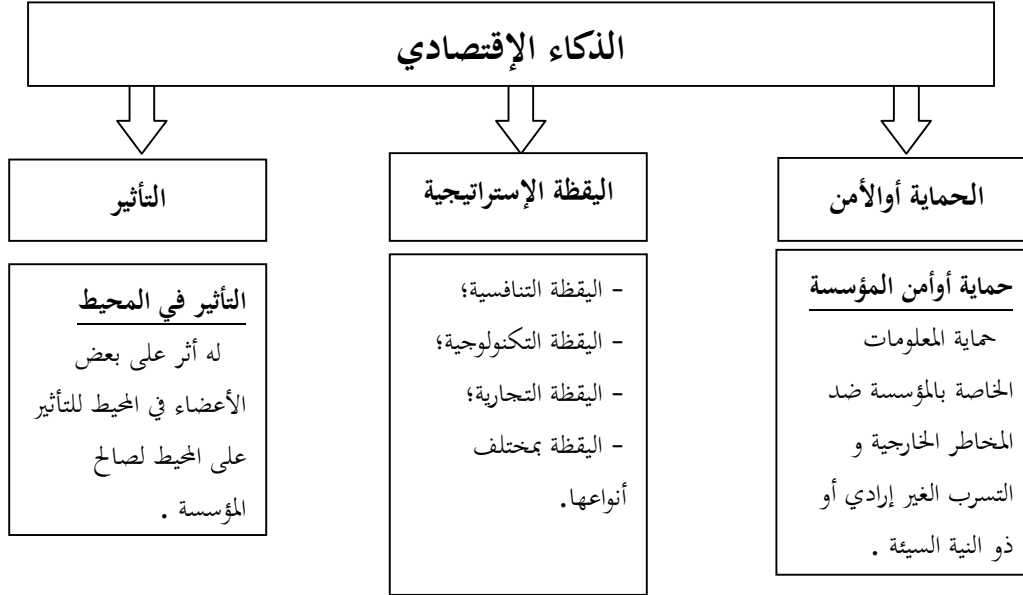 الذكاء الإقتصادي
الحماية أوالأمن
اليقظة الإستراتيجية
التأثير
حماية أوأمن المؤسسة
حماية المعلومات
الخاصة بالمؤسسة ضد
المخاطر الخارجية و
التسرب الغير إرادي أو
ذو النية السيئة .
- اليقظة التنافسية؛
- اليقظة التكنولوجية؛
- اليقظة التجارية؛
- اليقظة بمختلف
أنواعها.
التأثير في المحيط
له أثر على بعض
الأعضاء في المحيط للتأثير
على المحيط لصالح
المؤسسة .